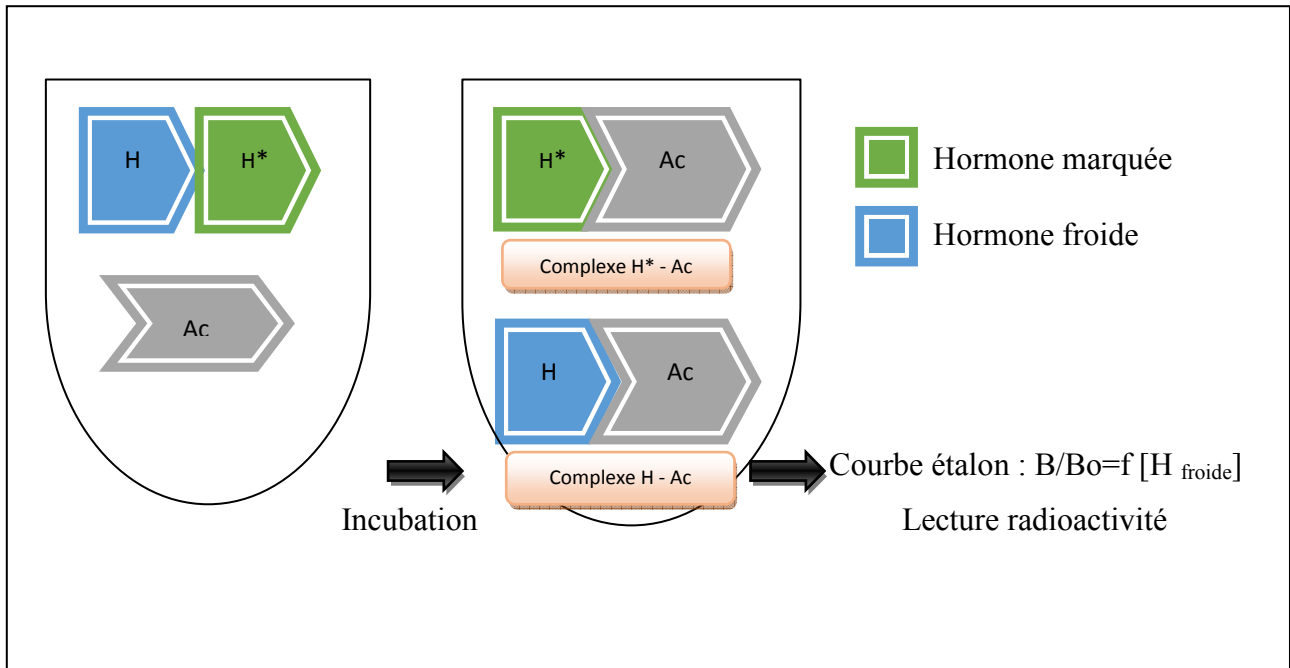 H
H*
Ac
Incubation
H*
Ac
Complexe H* - Ac
H
Ac
Complexe H - Ac
Hormone marquée
Hormone froide
Courbe étalon : B/Bo=f [H froide]
Lecture radioactivité